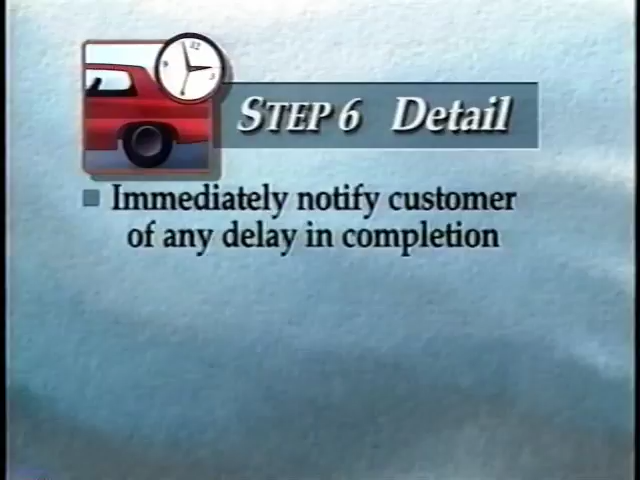 STEP 6 Detail
Immediately notify customer
of any delay in completion